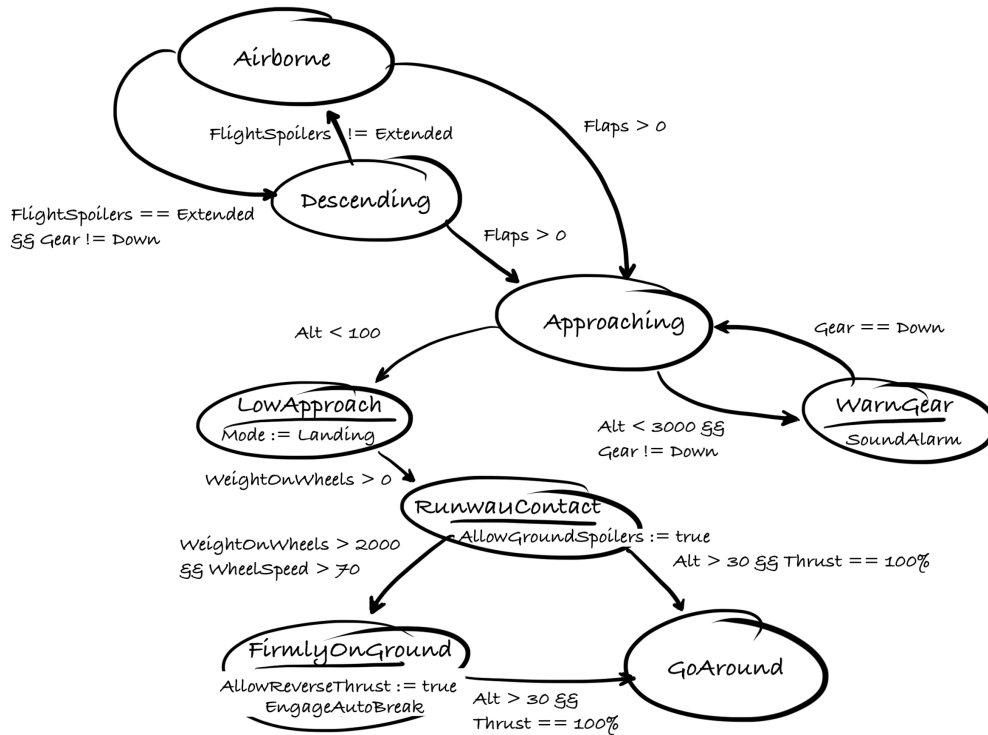 Airborne
FlightSpoilers != Extended
Flaps > 0
Descending
FlightSpoilers == Extended
&& Gear != Down
Flaps > 0
Approaching
Alt < 100
Gear == Down
LowApproach
Mode := Landing
WarnGear
SoundAlarm
Alt < 3000 &&
Gear != Down
WeightOnWheels > 0
RunwayContact
AllowGroundSpoilers := true
WeightOnWheels > 2000
&& WheelSpeed > 70
Alt > 30 && Thrust == 100%
FirmlyOnGround
AllowReverseThrust := true
EngageAutoBreak
GoAround
Alt > 30 &&
Thrust == 100%